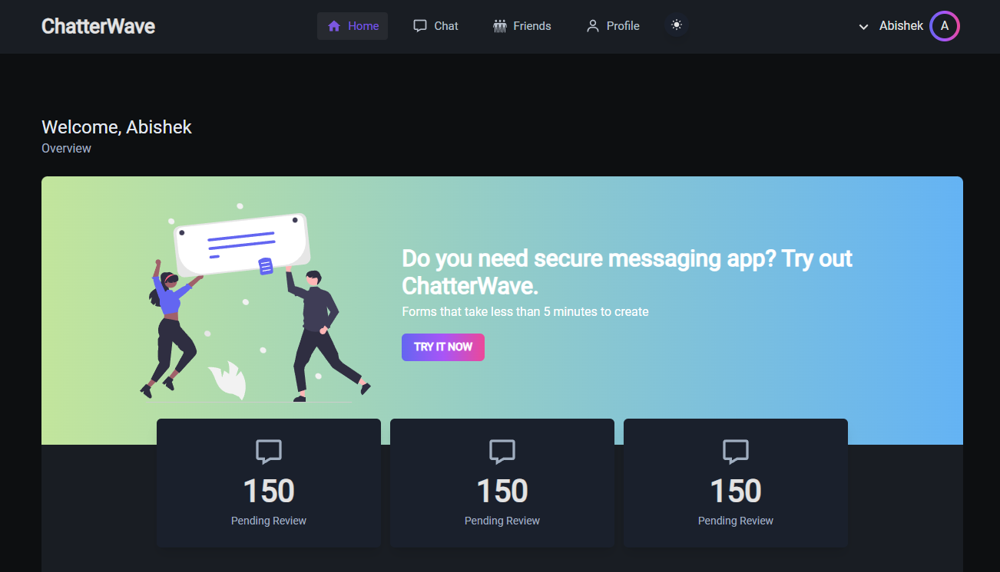 ChatterWave
Home
Chat
Friends
Profile
Abishek
A
Welcome, Abishek
Overview
Do you need secure messaging app? Try out
ChatterWave.
Forms that take less than 5 minutes to create
TRY IT NOW
150
Pending Review
150
Pending Review
150
Pending Review